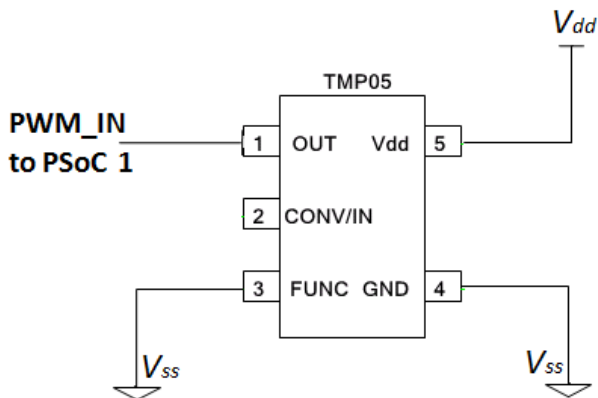 Vdd
TMP05
PWM_IN
to PSoC 1
1 OUT Vdd 5
2 CONV/IN
3 FUNC GND 4
Vss
Vss